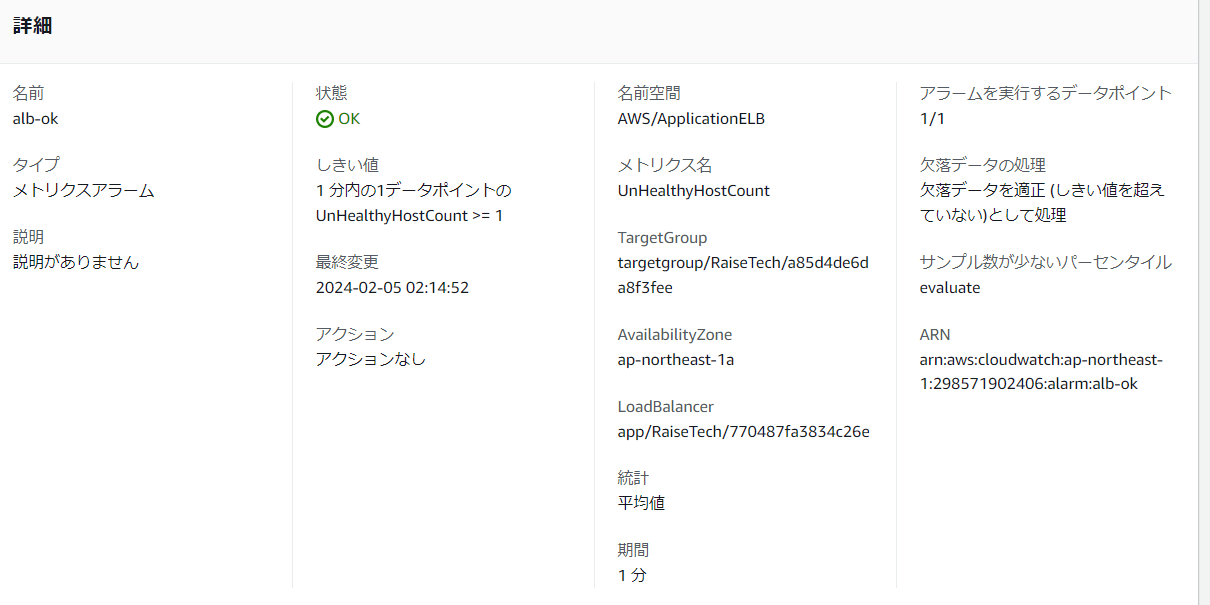 詳細
名前
alb-ok
タイプ
メトリクスアラーム
説明
説明がありません
状態
OK
しきい値
1 分内の1データポイントの
UnHealthyHostCount >= 1
最終変更
2024-02-05 02:14:52
アクション
アクションなし
名前空間
AWS/ApplicationELB
メトリクス名
UnHealthyHostCount
TargetGroup
targetgroup/RaiseTech/a85d4de6d
a8f3fee
AvailabilityZone
ap-northeast-1a
LoadBalancer
app/RaiseTech/770487fa3834c26e
統計
平均値
期間
1 分
アラームを実行するデータポイント
1/1
欠落データの処理
欠落データを適正 (しきい値を超え
ていない)として処理
サンプル数が少ないパーセンタイル
evaluate
ARN
arn:aws:cloudwatch:ap-northeast-
1:298571902406:alarm:alb-ok